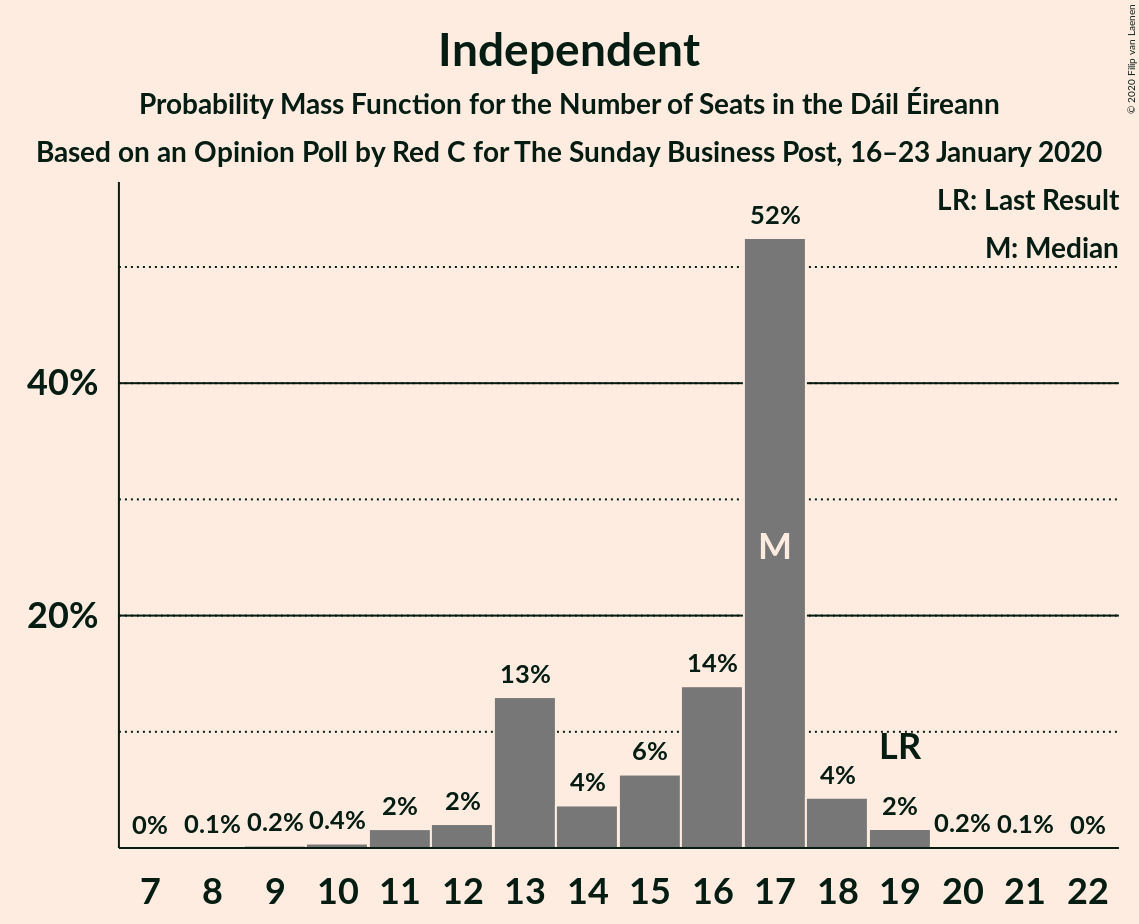 Independent
Probability Mass Function for the Number of Seats in the Dáil Éireann
Based on an Opinion Poll by Red C for The Sunday Business Post, 16–23 January 2020
© 2020 Filip van Laenen
LR: Last Result
M: Median
52%
40%
M
20%
14%
13%
LR
6%
4%
4%
2%
2%
2%
0% 0.1% 0.2% 0.4% 0.2% 0.1% 0%
7 8 9 10 11 12 13 14 15 16 17 18 19 20 21 22